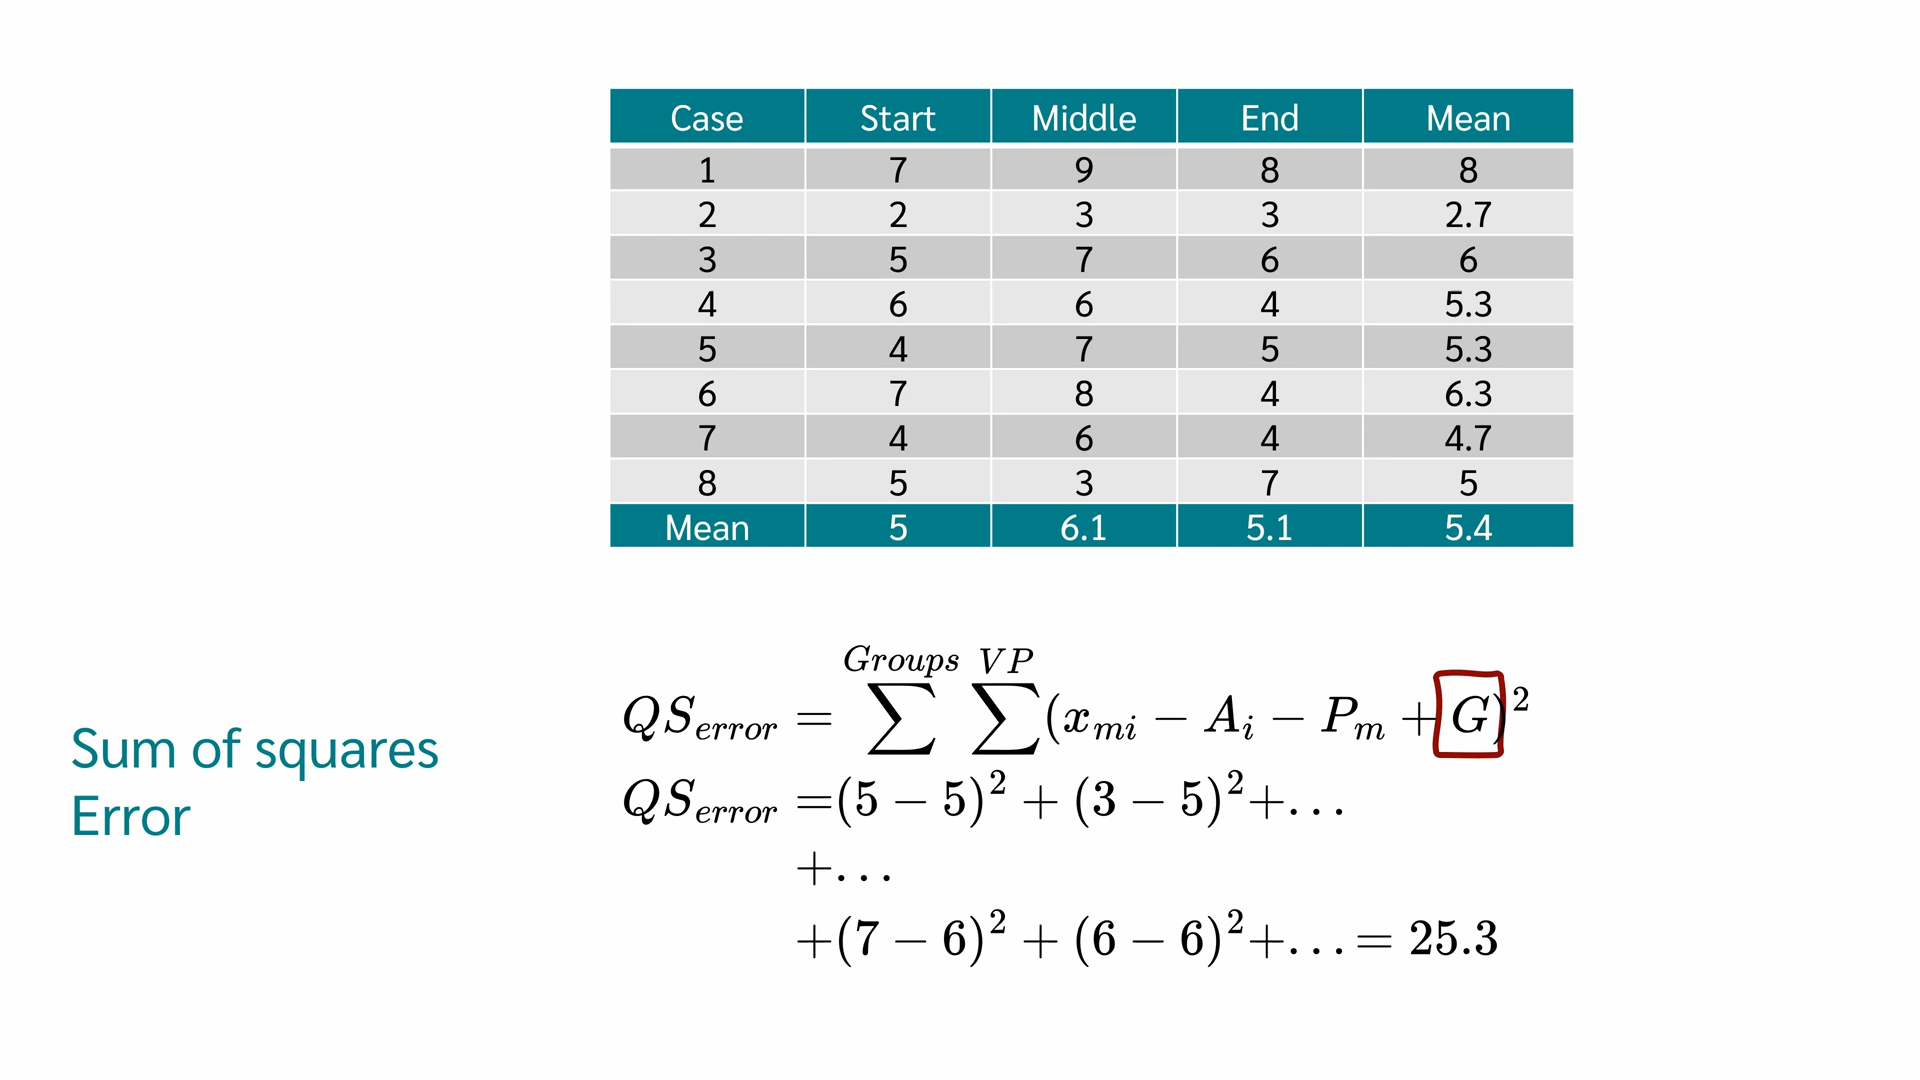 Case Start Middle End Mean
1 7 9 8 8
2 2 3 3 2.7
3 5 7 6 6
4 6 6 4 5.3
5 4 7 5 5.3
6 7 8 4 6.3
7 4 6 4 4.7
8 5 3 7 5
Mean 5 6.1 5.1 5.4
Sum of squares
Error
Groups VP
QS_error = ∑ ∑ (x_mi − A_i − P_m + G)²
QS_error =(5 − 5)² + (3 − 5)²+...
+...
+(7 − 6)² + (6 − 6)²+... = 25.3